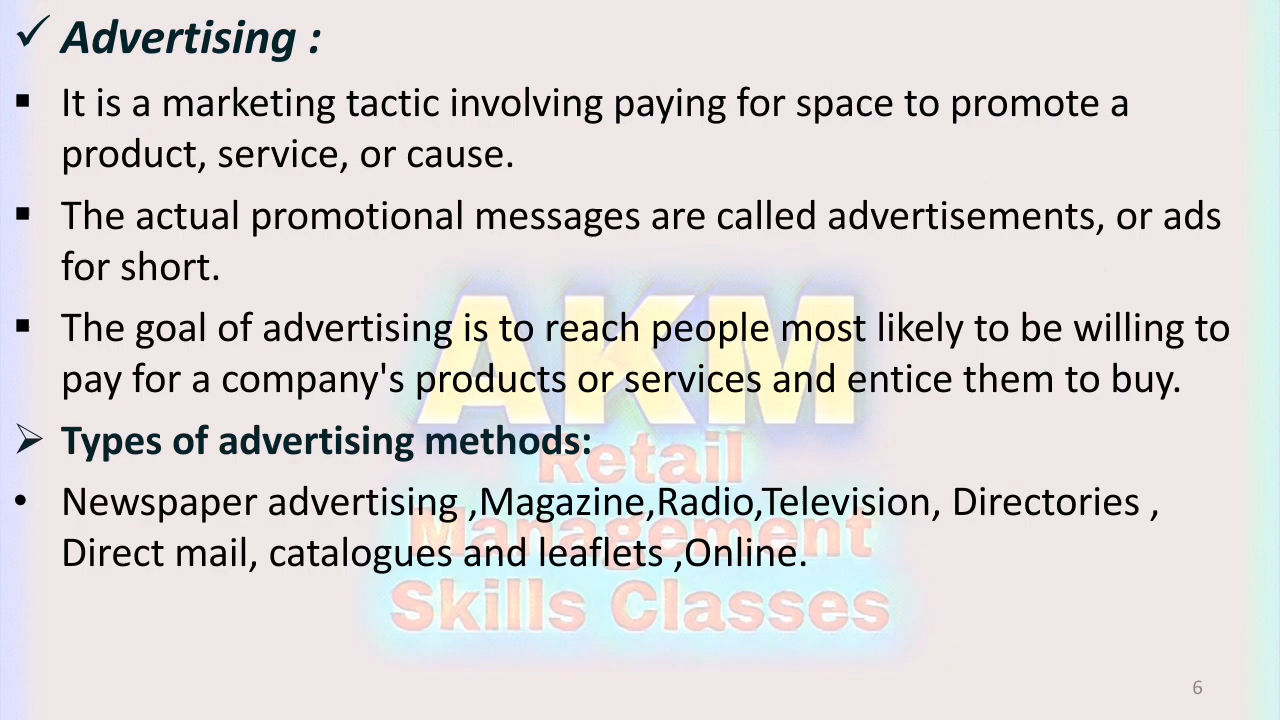 ✓ Advertising :
▪ It is a marketing tactic involving paying for space to promote a
product, service, or cause.
▪ The actual promotional messages are called advertisements, or ads
for short.
▪ The goal of advertising is to reach people most likely to be willing to
pay for a company's products or services and entice them to buy.
➢ Types of advertising methods:
• Newspaper advertising ,Magazine,Radio,Television, Directories ,
Direct mail, catalogues and leaflets ,Online.
AKM
Retail
Management
Skills Classes
6